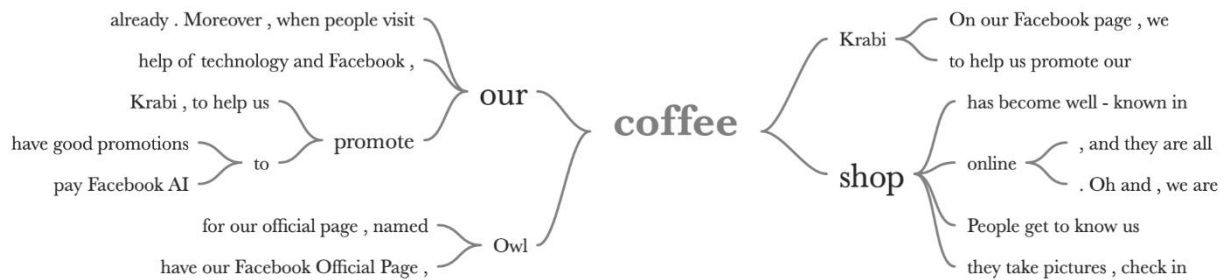 already . Moreover , when people visit
help of technology and Facebook ,
our
Krabi , to help us
promote
have good promotions
to
pay Facebook AI
for our official page , named
Owl
have our Facebook Official Page ,
coffee
Krabi
On our Facebook page , we
to help us promote our
shop
has become well - known in
online
, and they are all
. Oh and , we are
People get to know us
they take pictures , check in